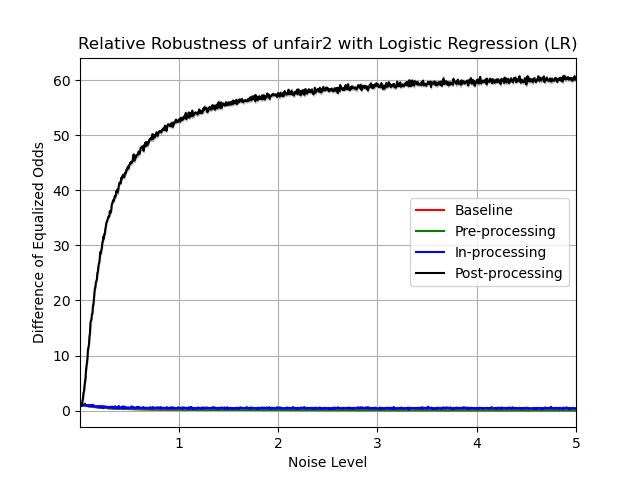 Relative Robustness of unfair2 with Logistic Regression (LR)
Difference of Equalized Odds
60
50
40
30
20
10
0
Baseline
Pre-processing
In-processing
Post-processing
1
2
3
4
5
Noise Level